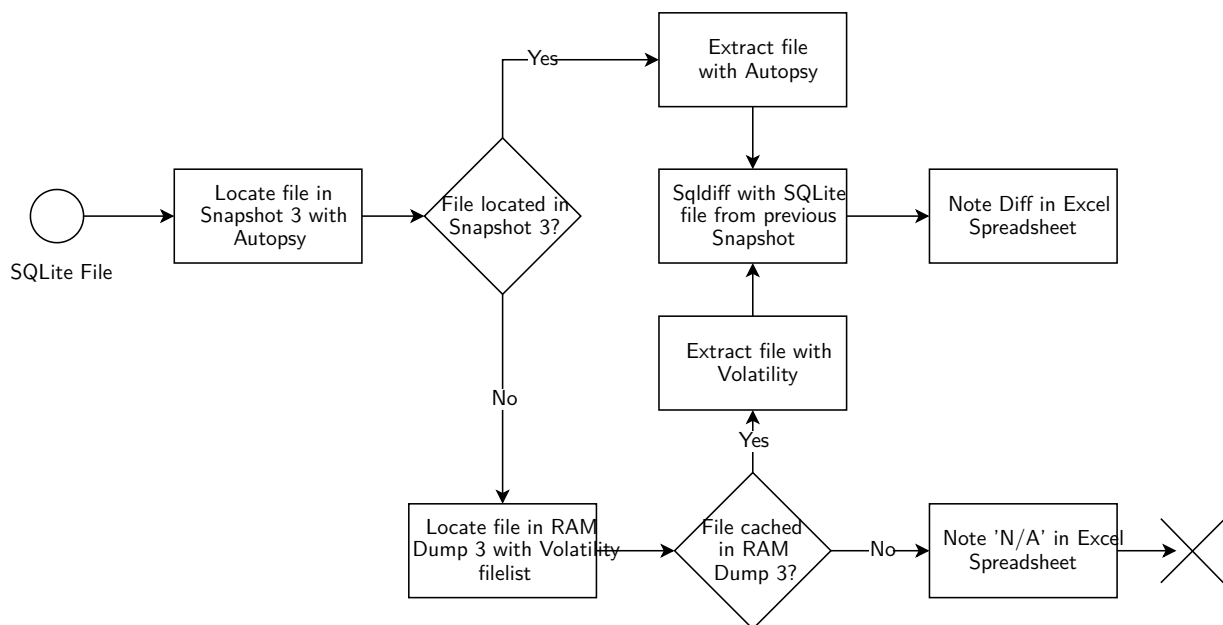 Yes
Extract file
with Autopsy
Locate file in
Snapshot 3 with
Autopsy
File located in
Snapshot 3?
Sqldiff with SQLite
file from previous
Snapshot
Note Diff in Excel
Spreadsheet
SQLite File
Extract file with
Volatility
No
Yes
Locate file in RAM
Dump 3 with Volatility
filelist
File cached
in RAM
Dump 3?
No
Note 'N/A' in Excel
Spreadsheet